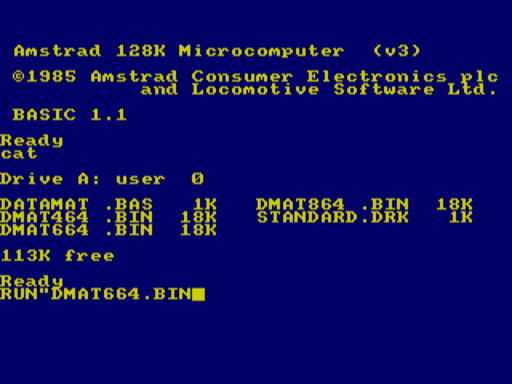 Amstrad 128K Microcomputer (v3)
©1985 Amstrad Consumer Electronics plc
and Locomotive Software Ltd.
BASIC 1.1
Ready
cat
Drive A: user 0
DATAMAT .BAS 1K DMAT864 .BIN 18K
DMAT464 .BIN 18K STANDARD.DRK 1K
DMAT664 .BIN 18K
113K free
Ready
RUN"DMAT664.BIN